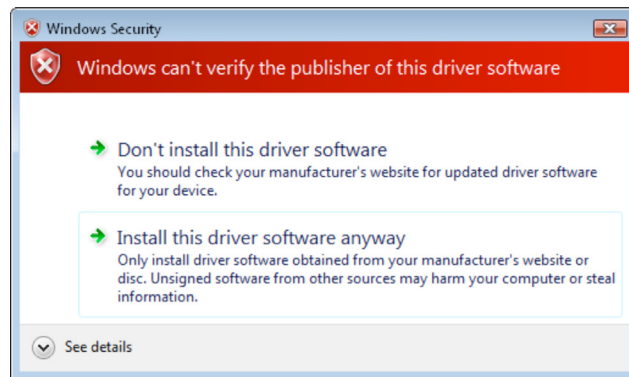 Windows Security
Windows can't verify the publisher of this driver software
Don't install this driver software
You should check your manufacturer's website for updated driver software
for your device.
Install this driver software anyway
Only install driver software obtained from your manufacturer's website or
disc. Unsigned software from other sources may harm your computer or steal
information.
See details